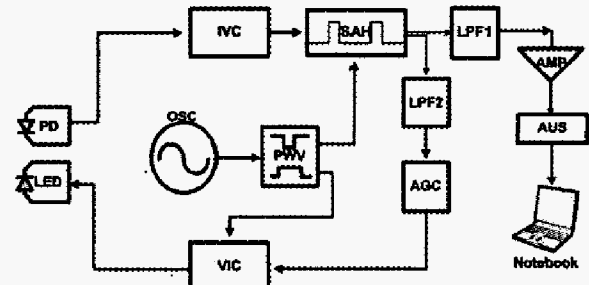 IVC
SAH
LPF1
AMP
PD
OSC
LPF2
AUS
PWV
LED
AGC
VIC
Notebook